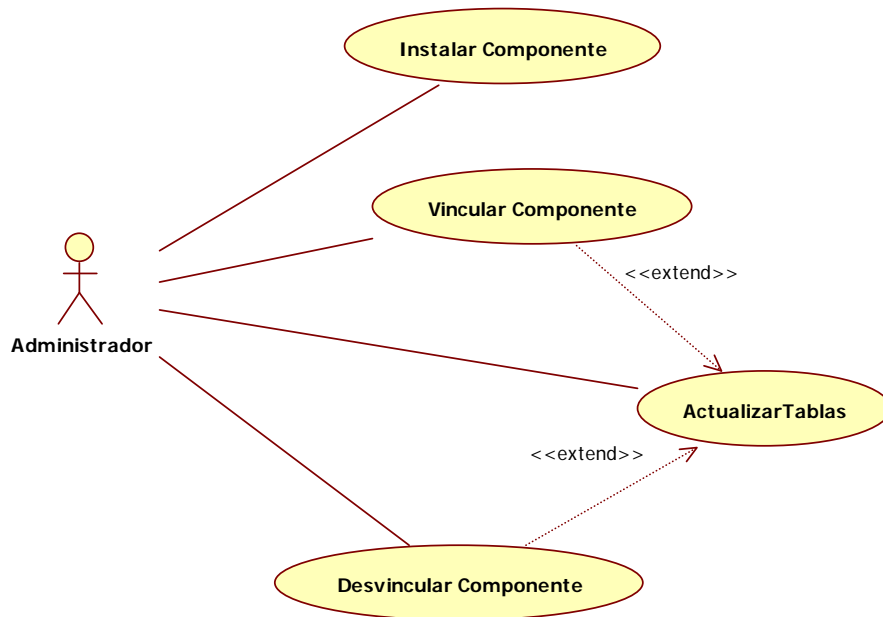 Instalar Componente
Vincular Componente
<<extend>>
Administrador
ActualizarTablas
<<extend>>
Desvincular Componente